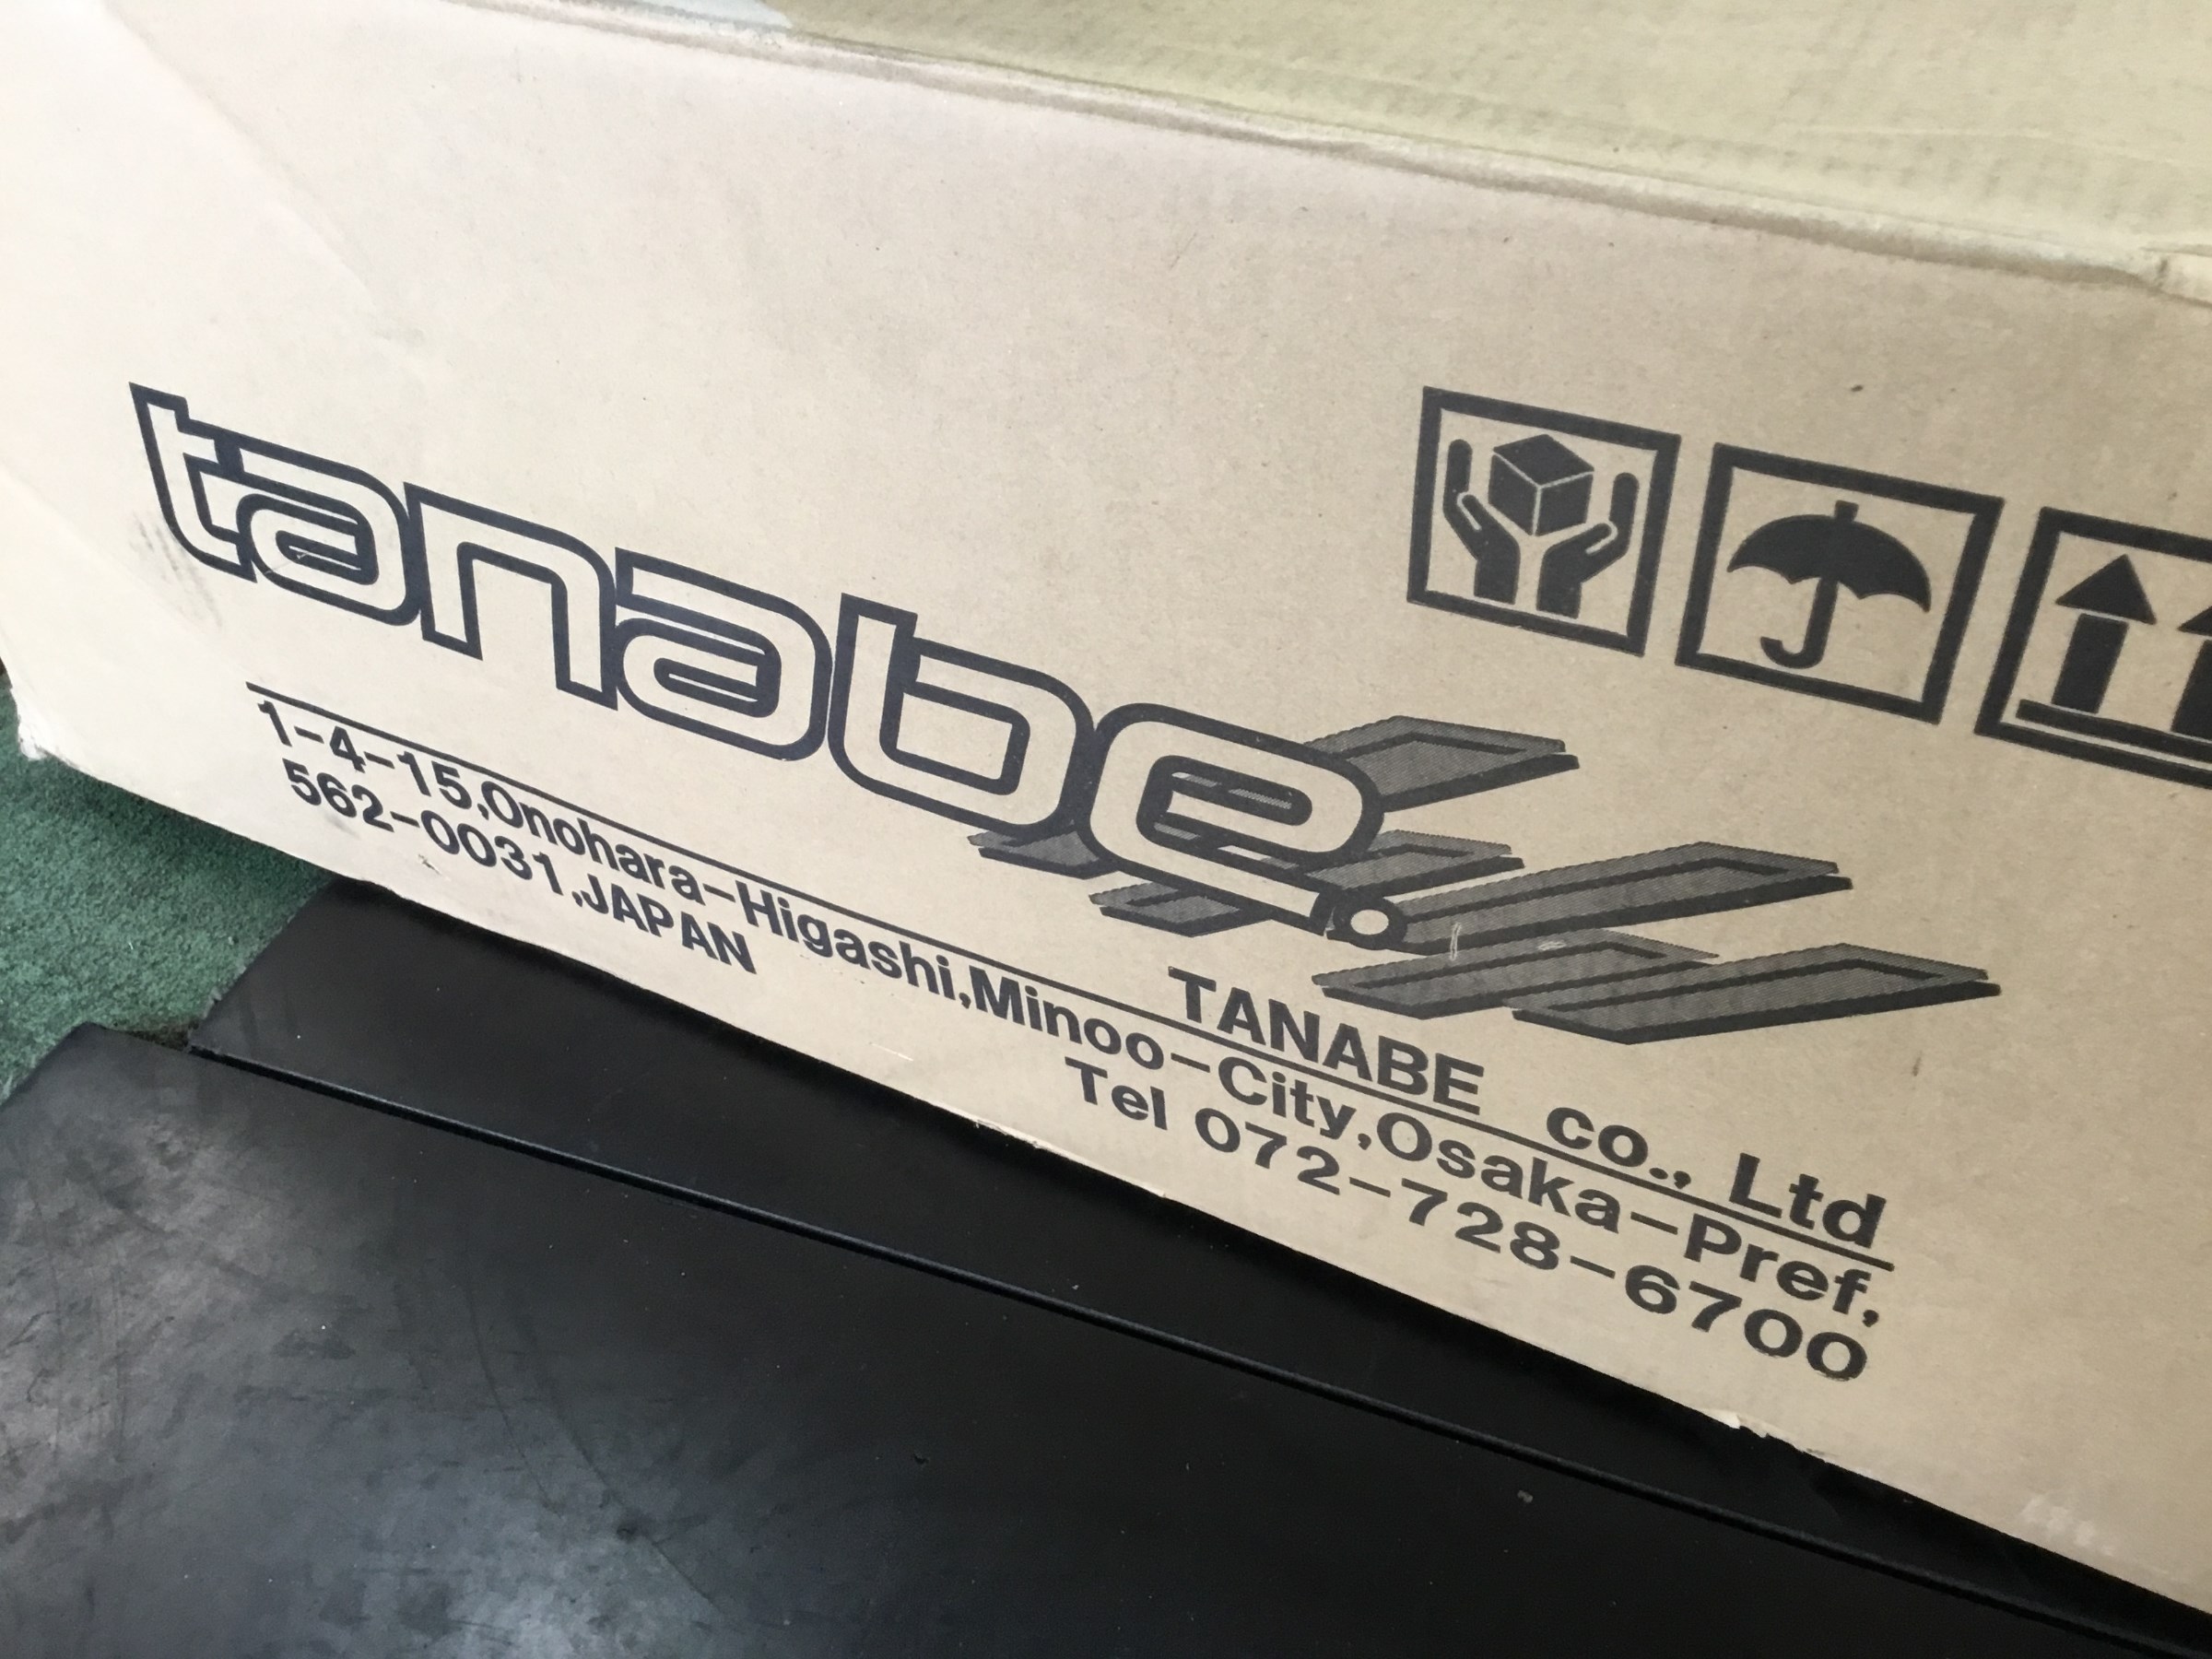 tanabe.
TANABE co., Ltd
1-4-15,Onohara-Higashi,Minoo-City,Osaka-Pref,
562-0031,JAPAN Tel 072-728-6700